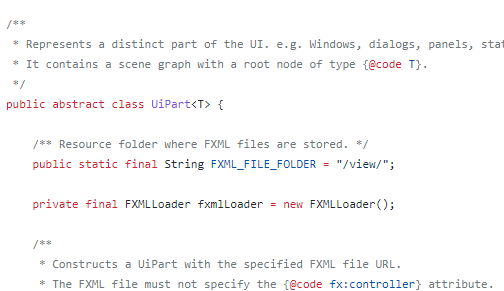 /**
* Represents a distinct part of the UI. e.g. Windows, dialogs, panels,
* It contains a scene graph with a root node of type {@code T}.
*/
public abstract class UiPart<T> {
/** Resource folder where FXML files are stored. */
public static final String FXML_FILE_FOLDER = "/view/";
private final FXMLLoader fxmlLoader = new FXMLLoader();
/**
* Constructs a UiPart with the specified FXML file URL.
* The FXML file must not specify the {@code fx:controller} attribute.